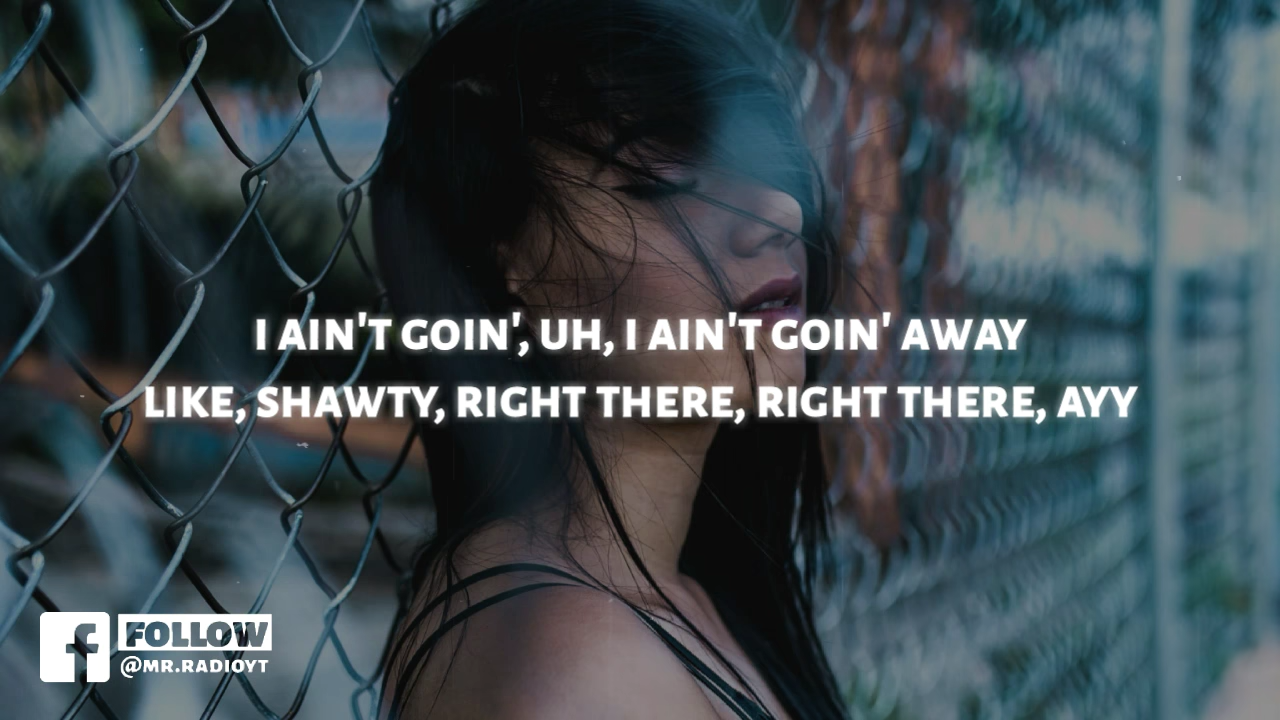 I AIN'T GOIN', UH, I AIN'T GOIN' AWAY
LIKE, SHAWTY, RIGHT THERE, RIGHT THERE, AYY
FOLLOW
@MR.RADIOYT